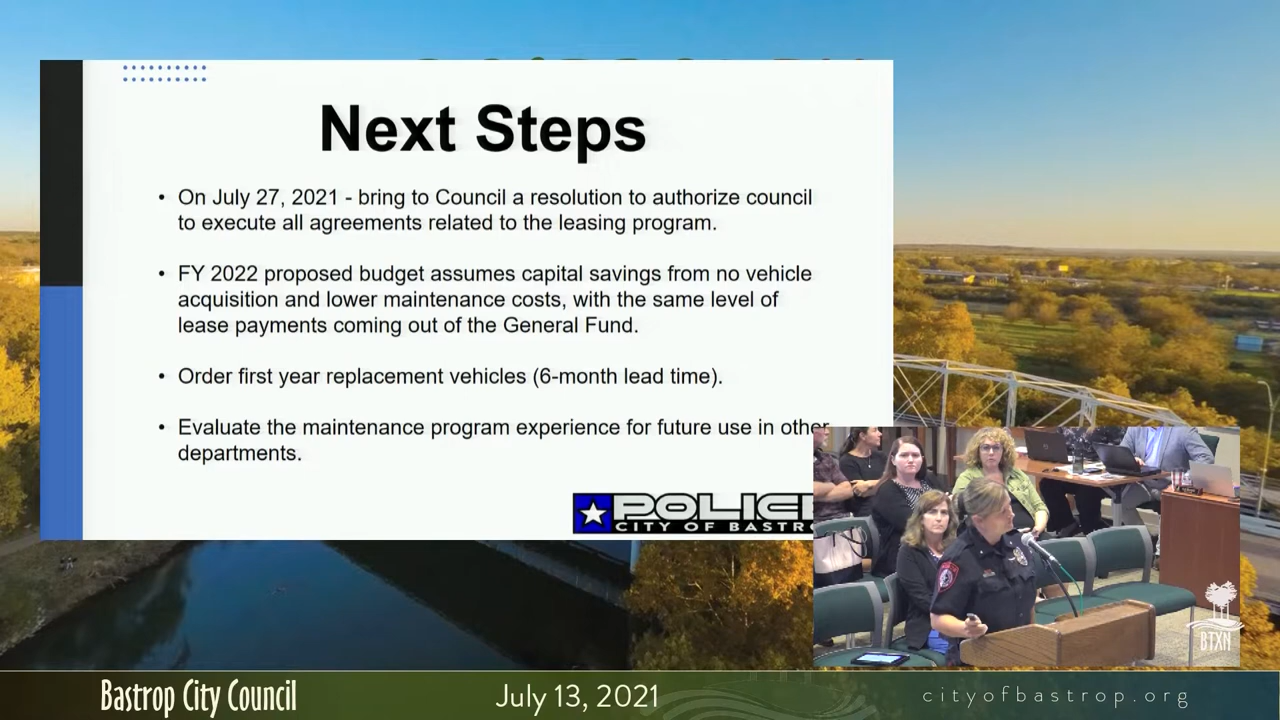 Next Steps
• On July 27, 2021 - bring to Council a resolution to authorize council
to execute all agreements related to the leasing program.
• FY 2022 proposed budget assumes capital savings from no vehicle
acquisition and lower maintenance costs, with the same level of
lease payments coming out of the General Fund.
• Order first year replacement vehicles (6-month lead time).
• Evaluate the maintenance program experience for future use in other
departments.
POLIC
CITY OF BASTRO
BTXN
Bastrop City Council
July 13, 2021
cityofbastrop.org